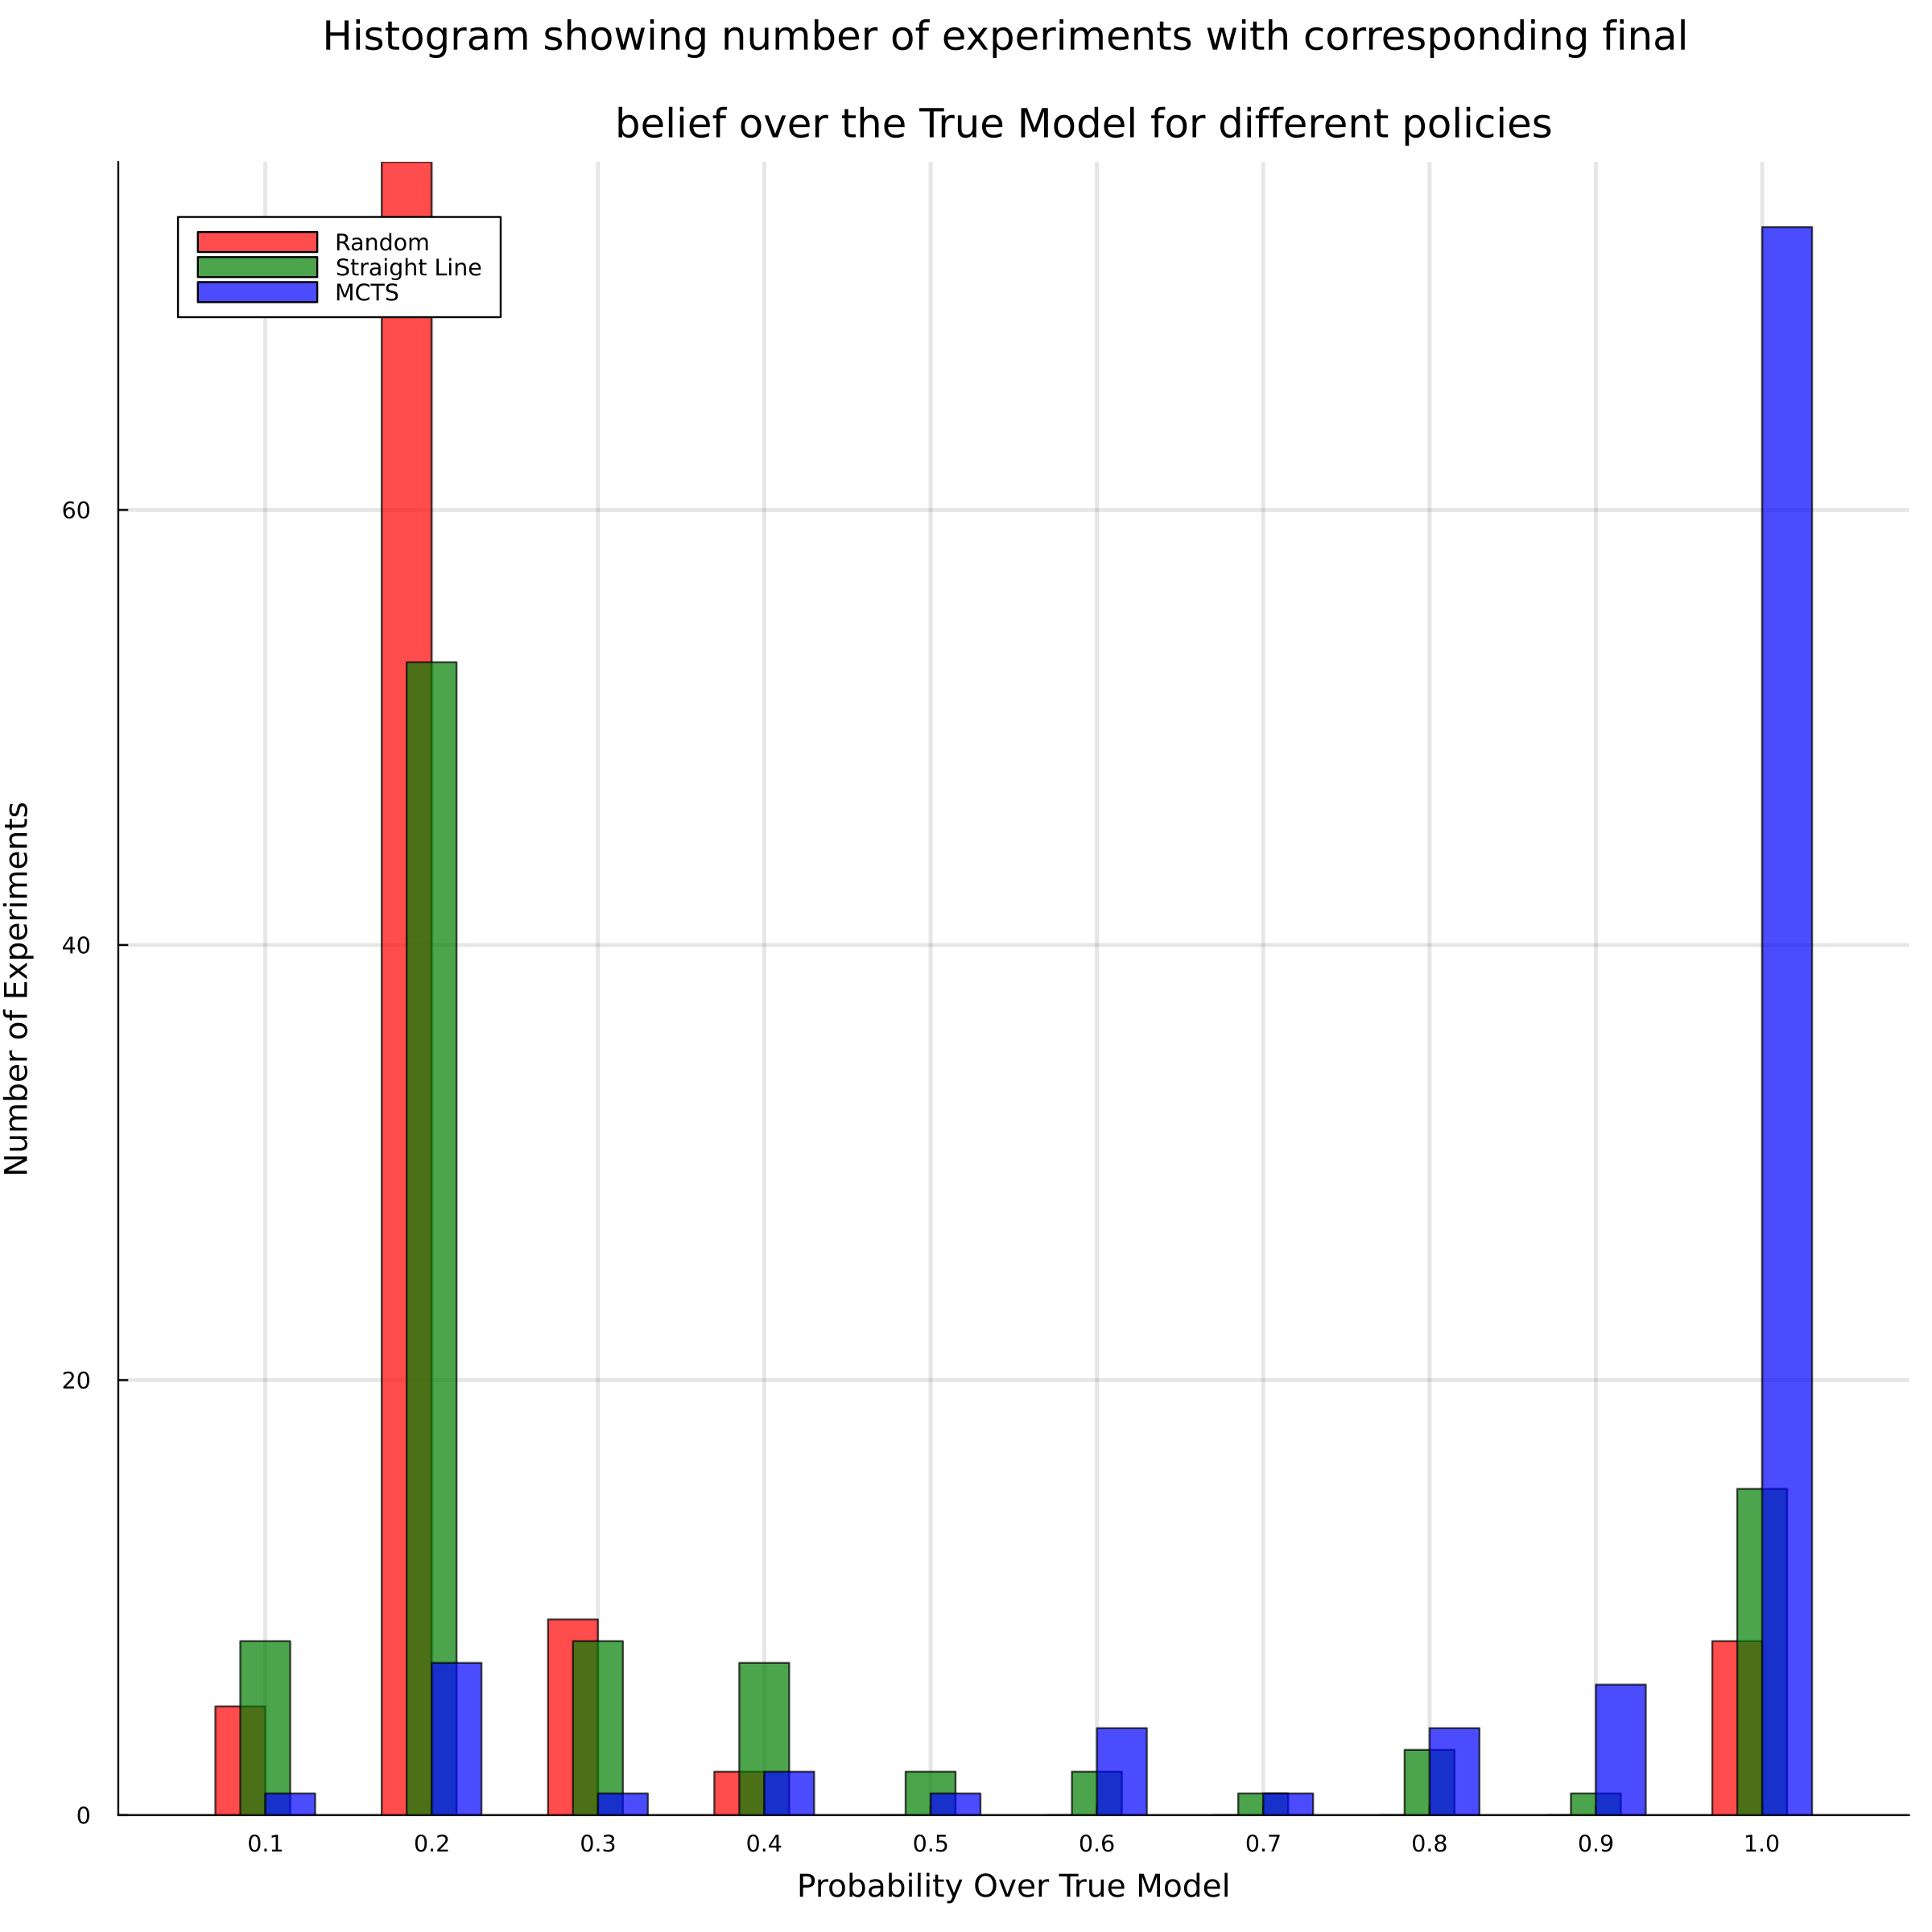 Histogram showing number of experiments with corresponding final
belief over the True Model for different policies
Random
Straight Line
MCTS
60
40
20
0
Number of Experiments
0.1 0.2 0.3 0.4 0.5 0.6 0.7 0.8 0.9 1.0
Probability Over True Model